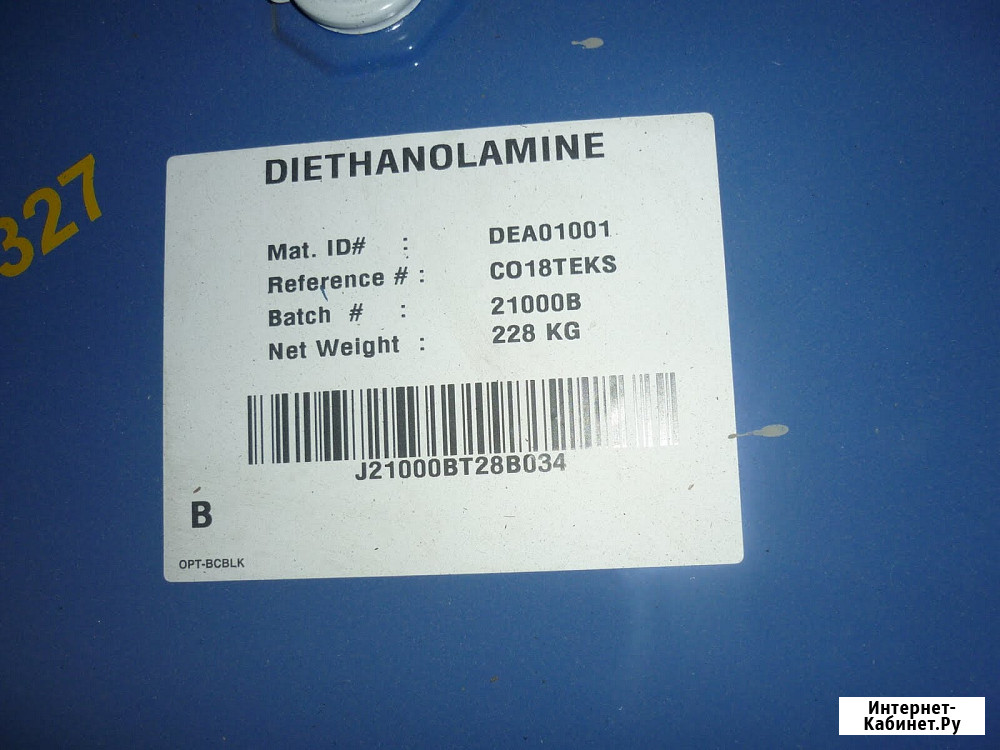 DIETHANOLAMINE
327
Mat. ID# : DEA01001
Reference # : CO18TEKS
Batch # : 21000B
Net Weight : 228 KG
J21000BT28B034
B
OPT-BCBLK
Интернет-
Кабинет.Ру